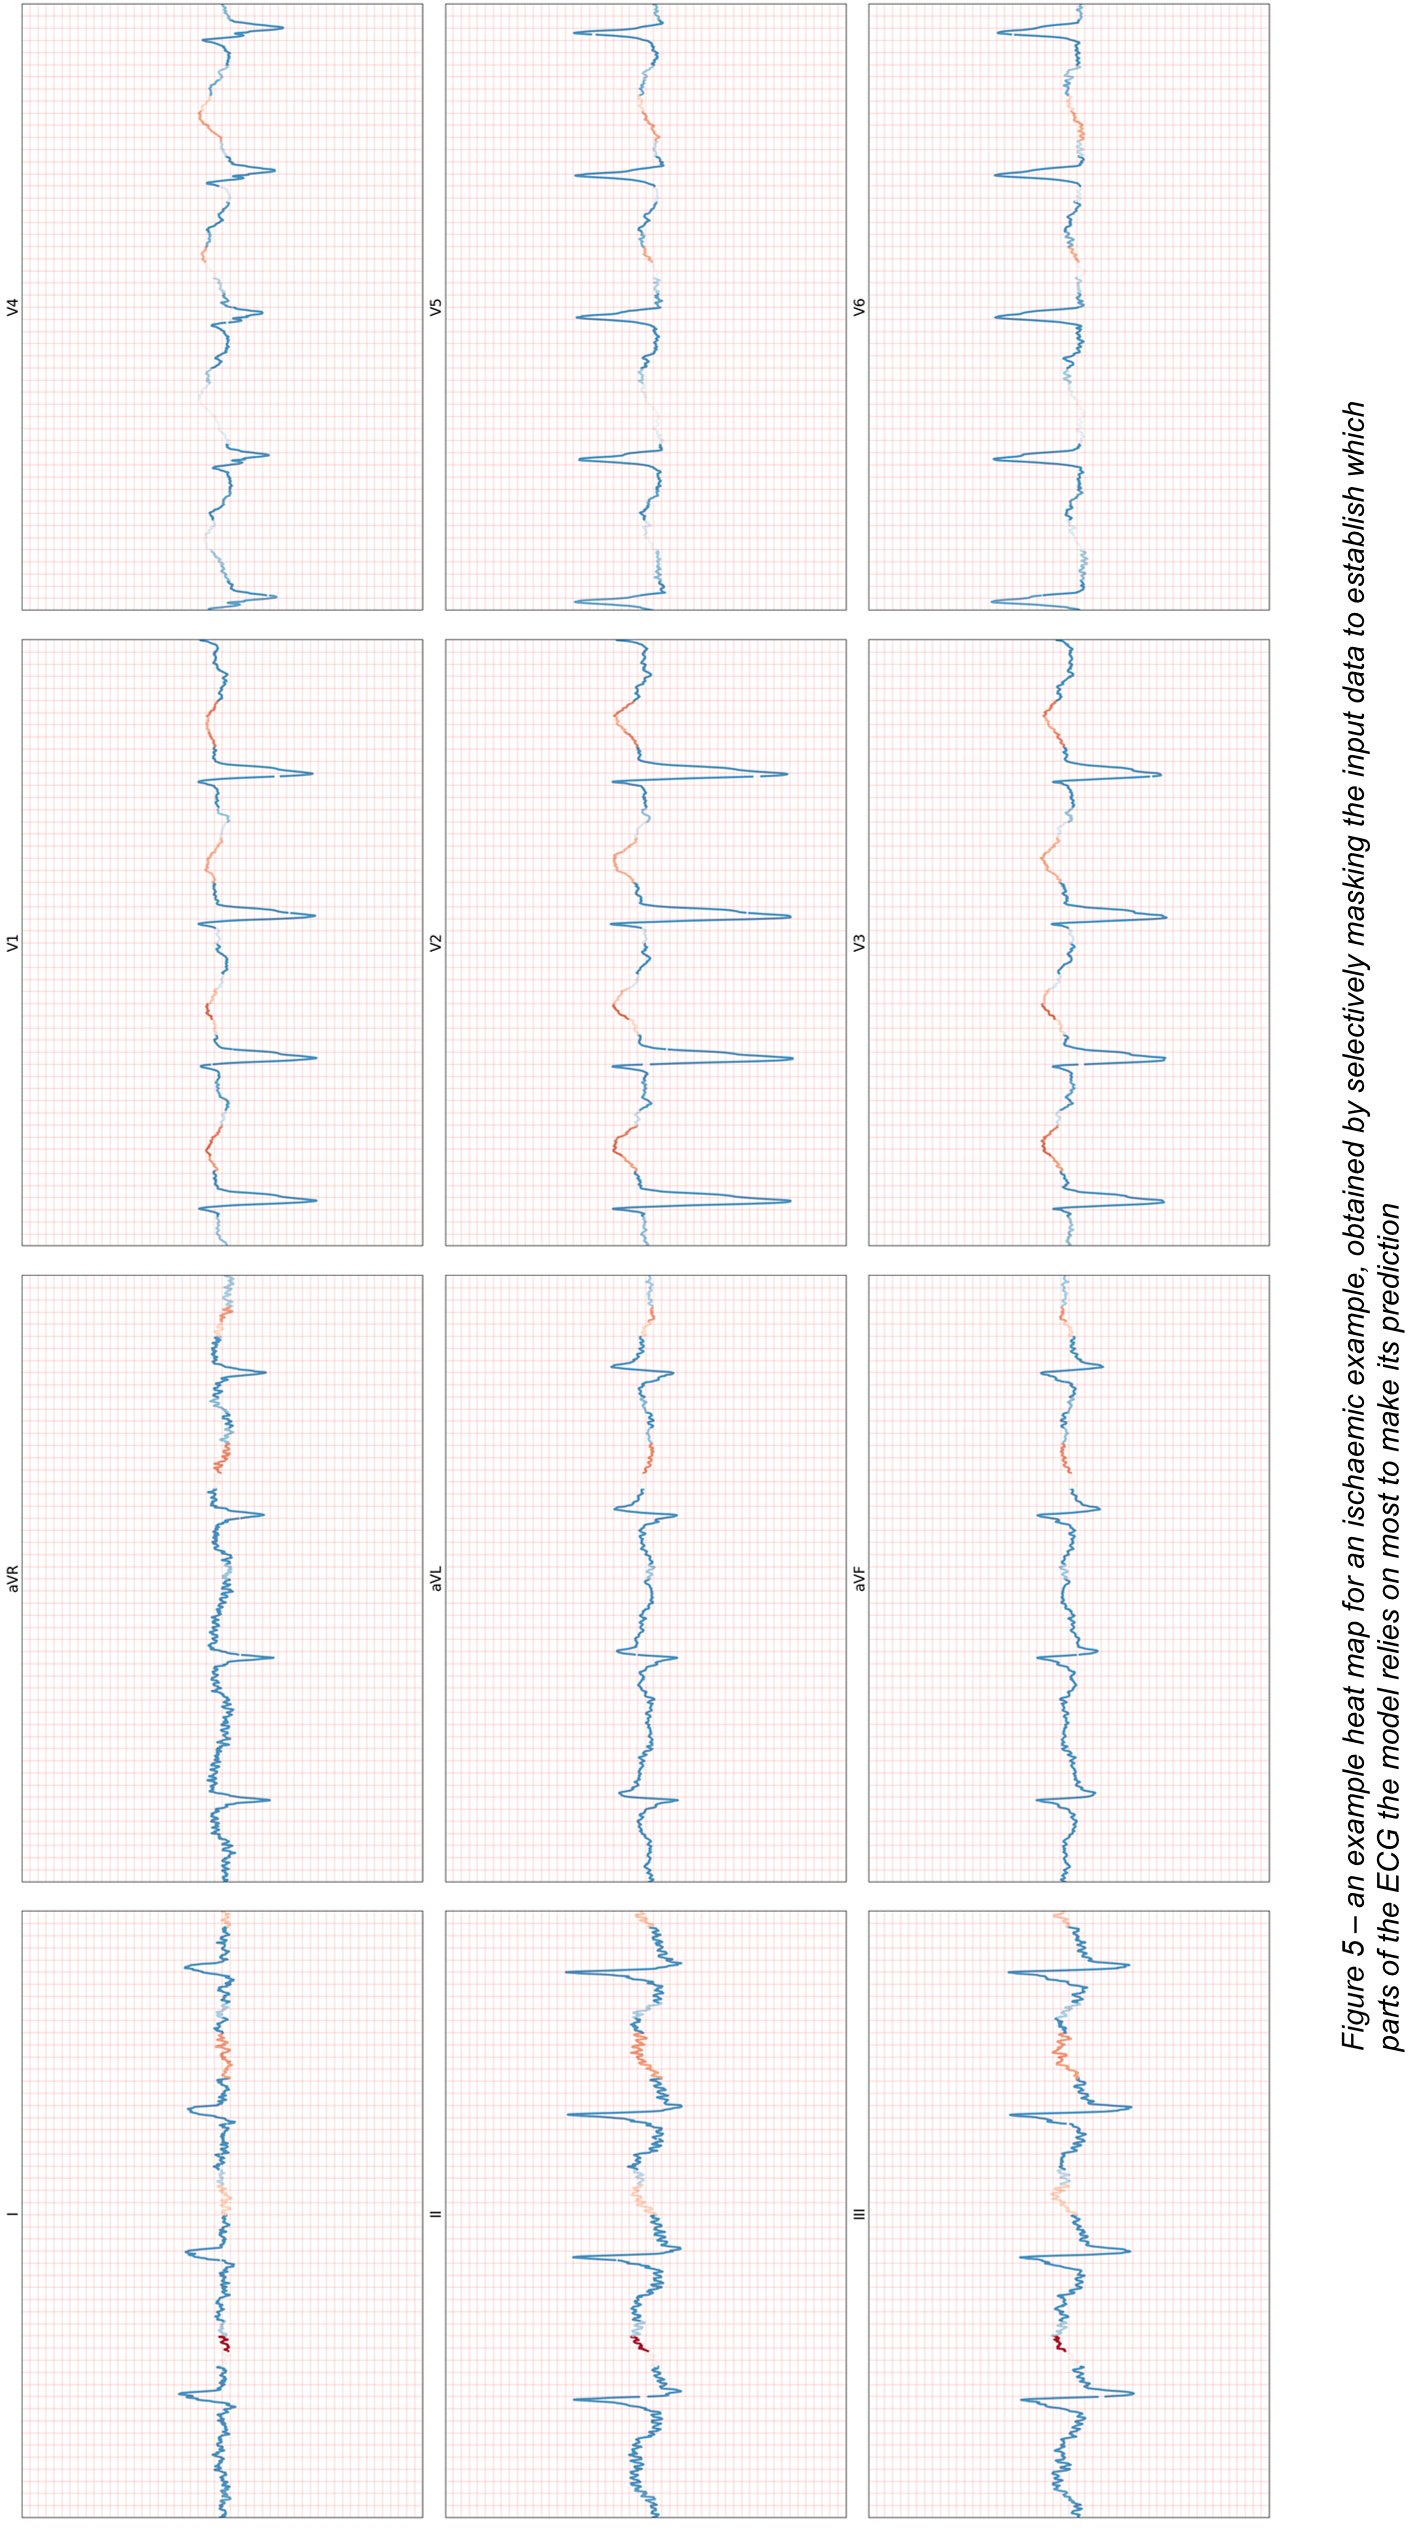 I
aVR
V1
V4
II
aVL
V2
V5
III
aVF
V3
V6
Figure 5 – an example heat map for an ischaemic example, obtained by selectively masking the input data to establish which
parts of the ECG the model relies on most to make its prediction